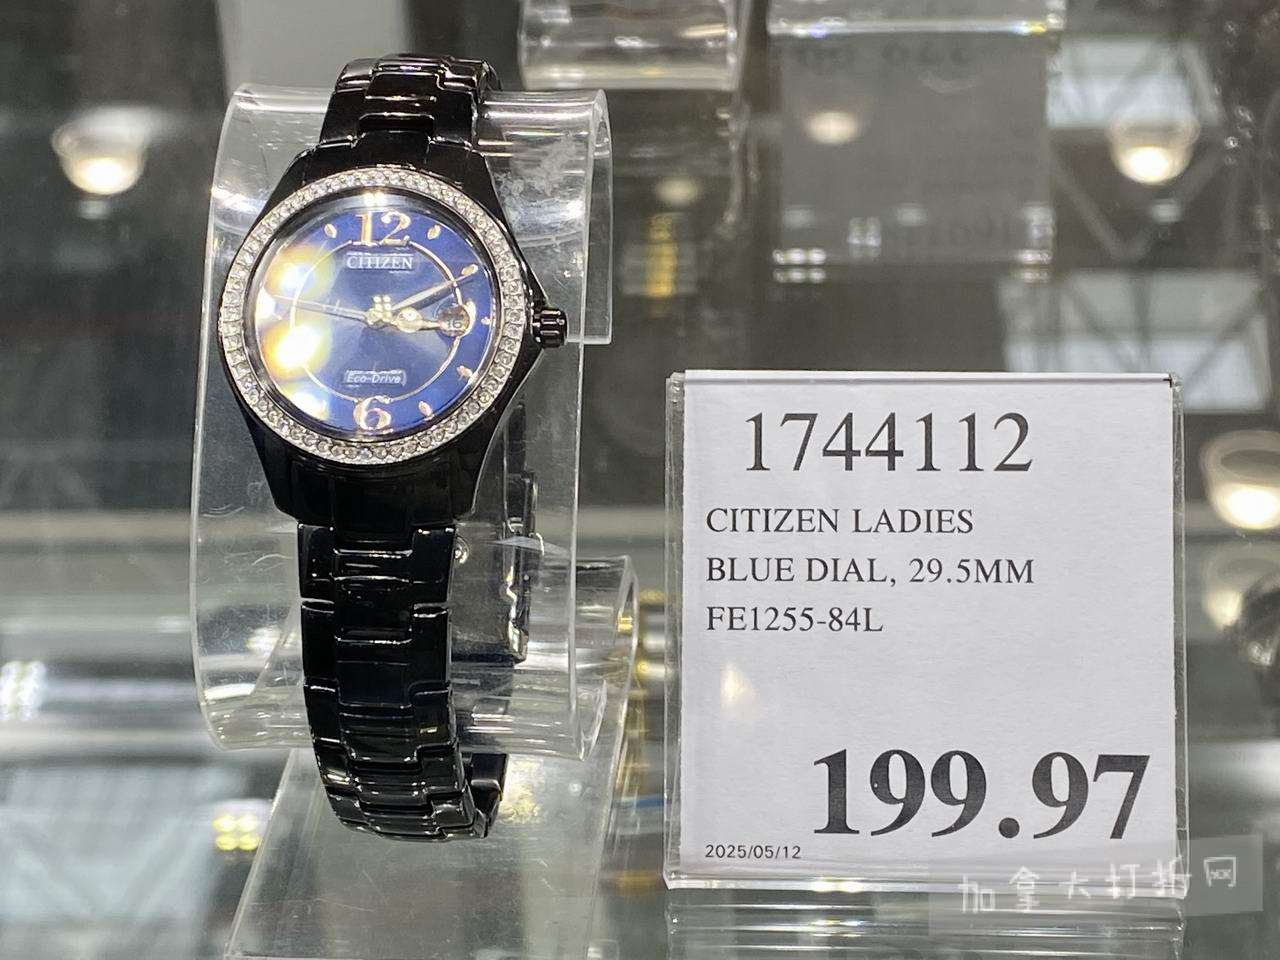 12
CITIZEN
16
Eco-Drive
6
1744112
CITIZEN LADIES
BLUE DIAL, 29.5MM
FE1255-84L
199.97
2025/05/12
加拿大打折网